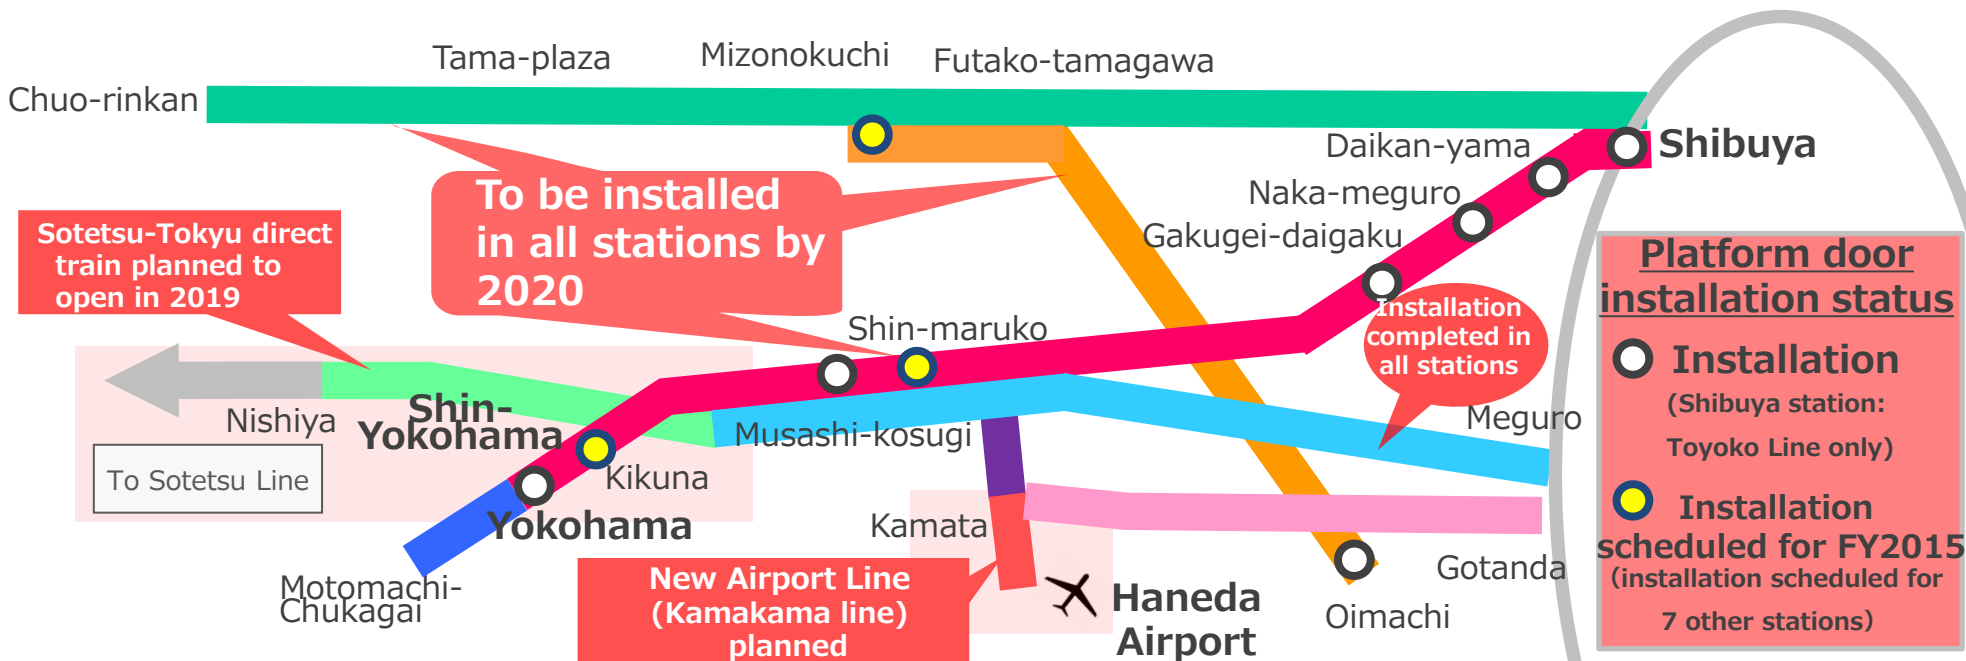 Tama-plaza
Mizonokuchi
Futako-tamagawa
Chuo-rinkan
Daikan-yama
Shibuya
Naka-meguro
Gakugei-daigaku
To be installed
in all stations by
2020
Sotetsu-Tokyu direct
train planned to
open in 2019
Platform door
installation status
Installation
(Shibuya station:
Toyoko Line only)
Installation
scheduled for FY2015
(installation scheduled for
7 other stations)
Installation
completed in
all stations
Shin-maruko
Nishiya
Shin-
Yokohama
Musashi-kosugi
Meguro
To Sotetsu Line
Kikuna
Yokohama
Kamata
Motomachi-
Chukagai
New Airport Line
(Kamakama line)
planned
Haneda
Airport
Gotanda
Oimachi